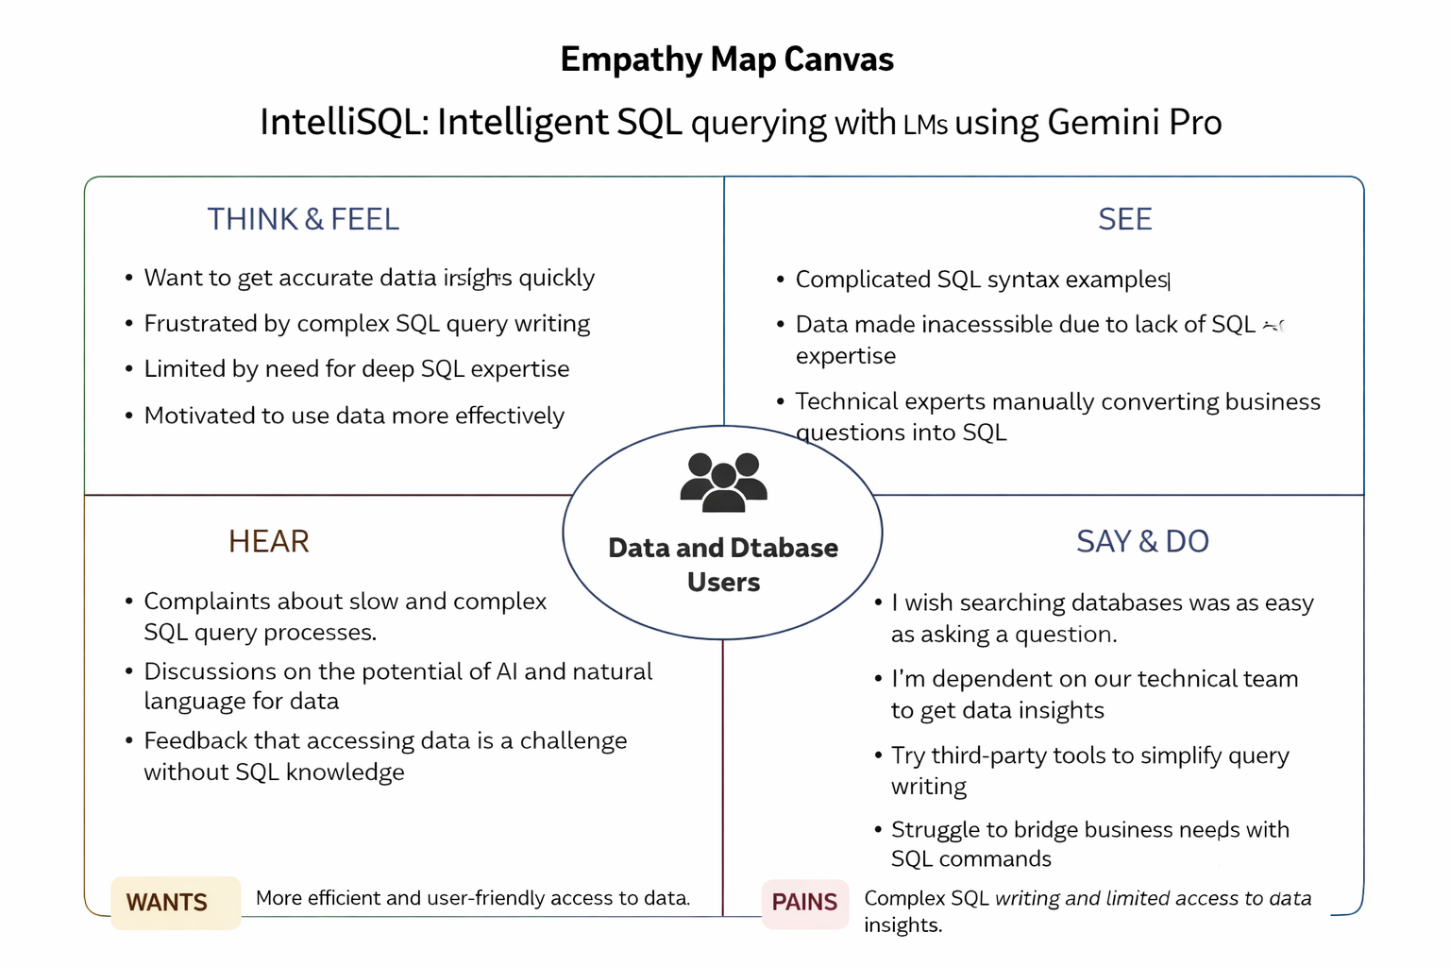 Empathy Map Canvas
IntelliSQL: Intelligent SQL querying with LMs using Gemini Pro
THINK & FEEL
• Want to get accurate datta quickly
• Frustrated by complex SQL query writing
• Limited by need for deep SQL expertise
• Motivated to use data more effectively
SEE
• Complicated SQL syntax examples
• Data made inacesssible due to lack of SQL
expertise
• Technical experts manually converting business
questions into SQL
Data and Dtabase
Users
HEAR
• Complaints about slow and complex
SQL query processes.
• Discussions on the potential of AI and natural
language for data
• Feedback that accessing data is a challenge
without SQL knowledge
SAY & DO
• I wish searching databases was as easy
as asking a question.
• I'm dependent on our technical team
to get data insights
• Try third-party tools to simplify query
writing
• Struggle to bridge business needs with
SQL commands
WANTS
More efficient and user-friendly access to data.
PAINS
Complex SQL writing and limited access to data
insights.